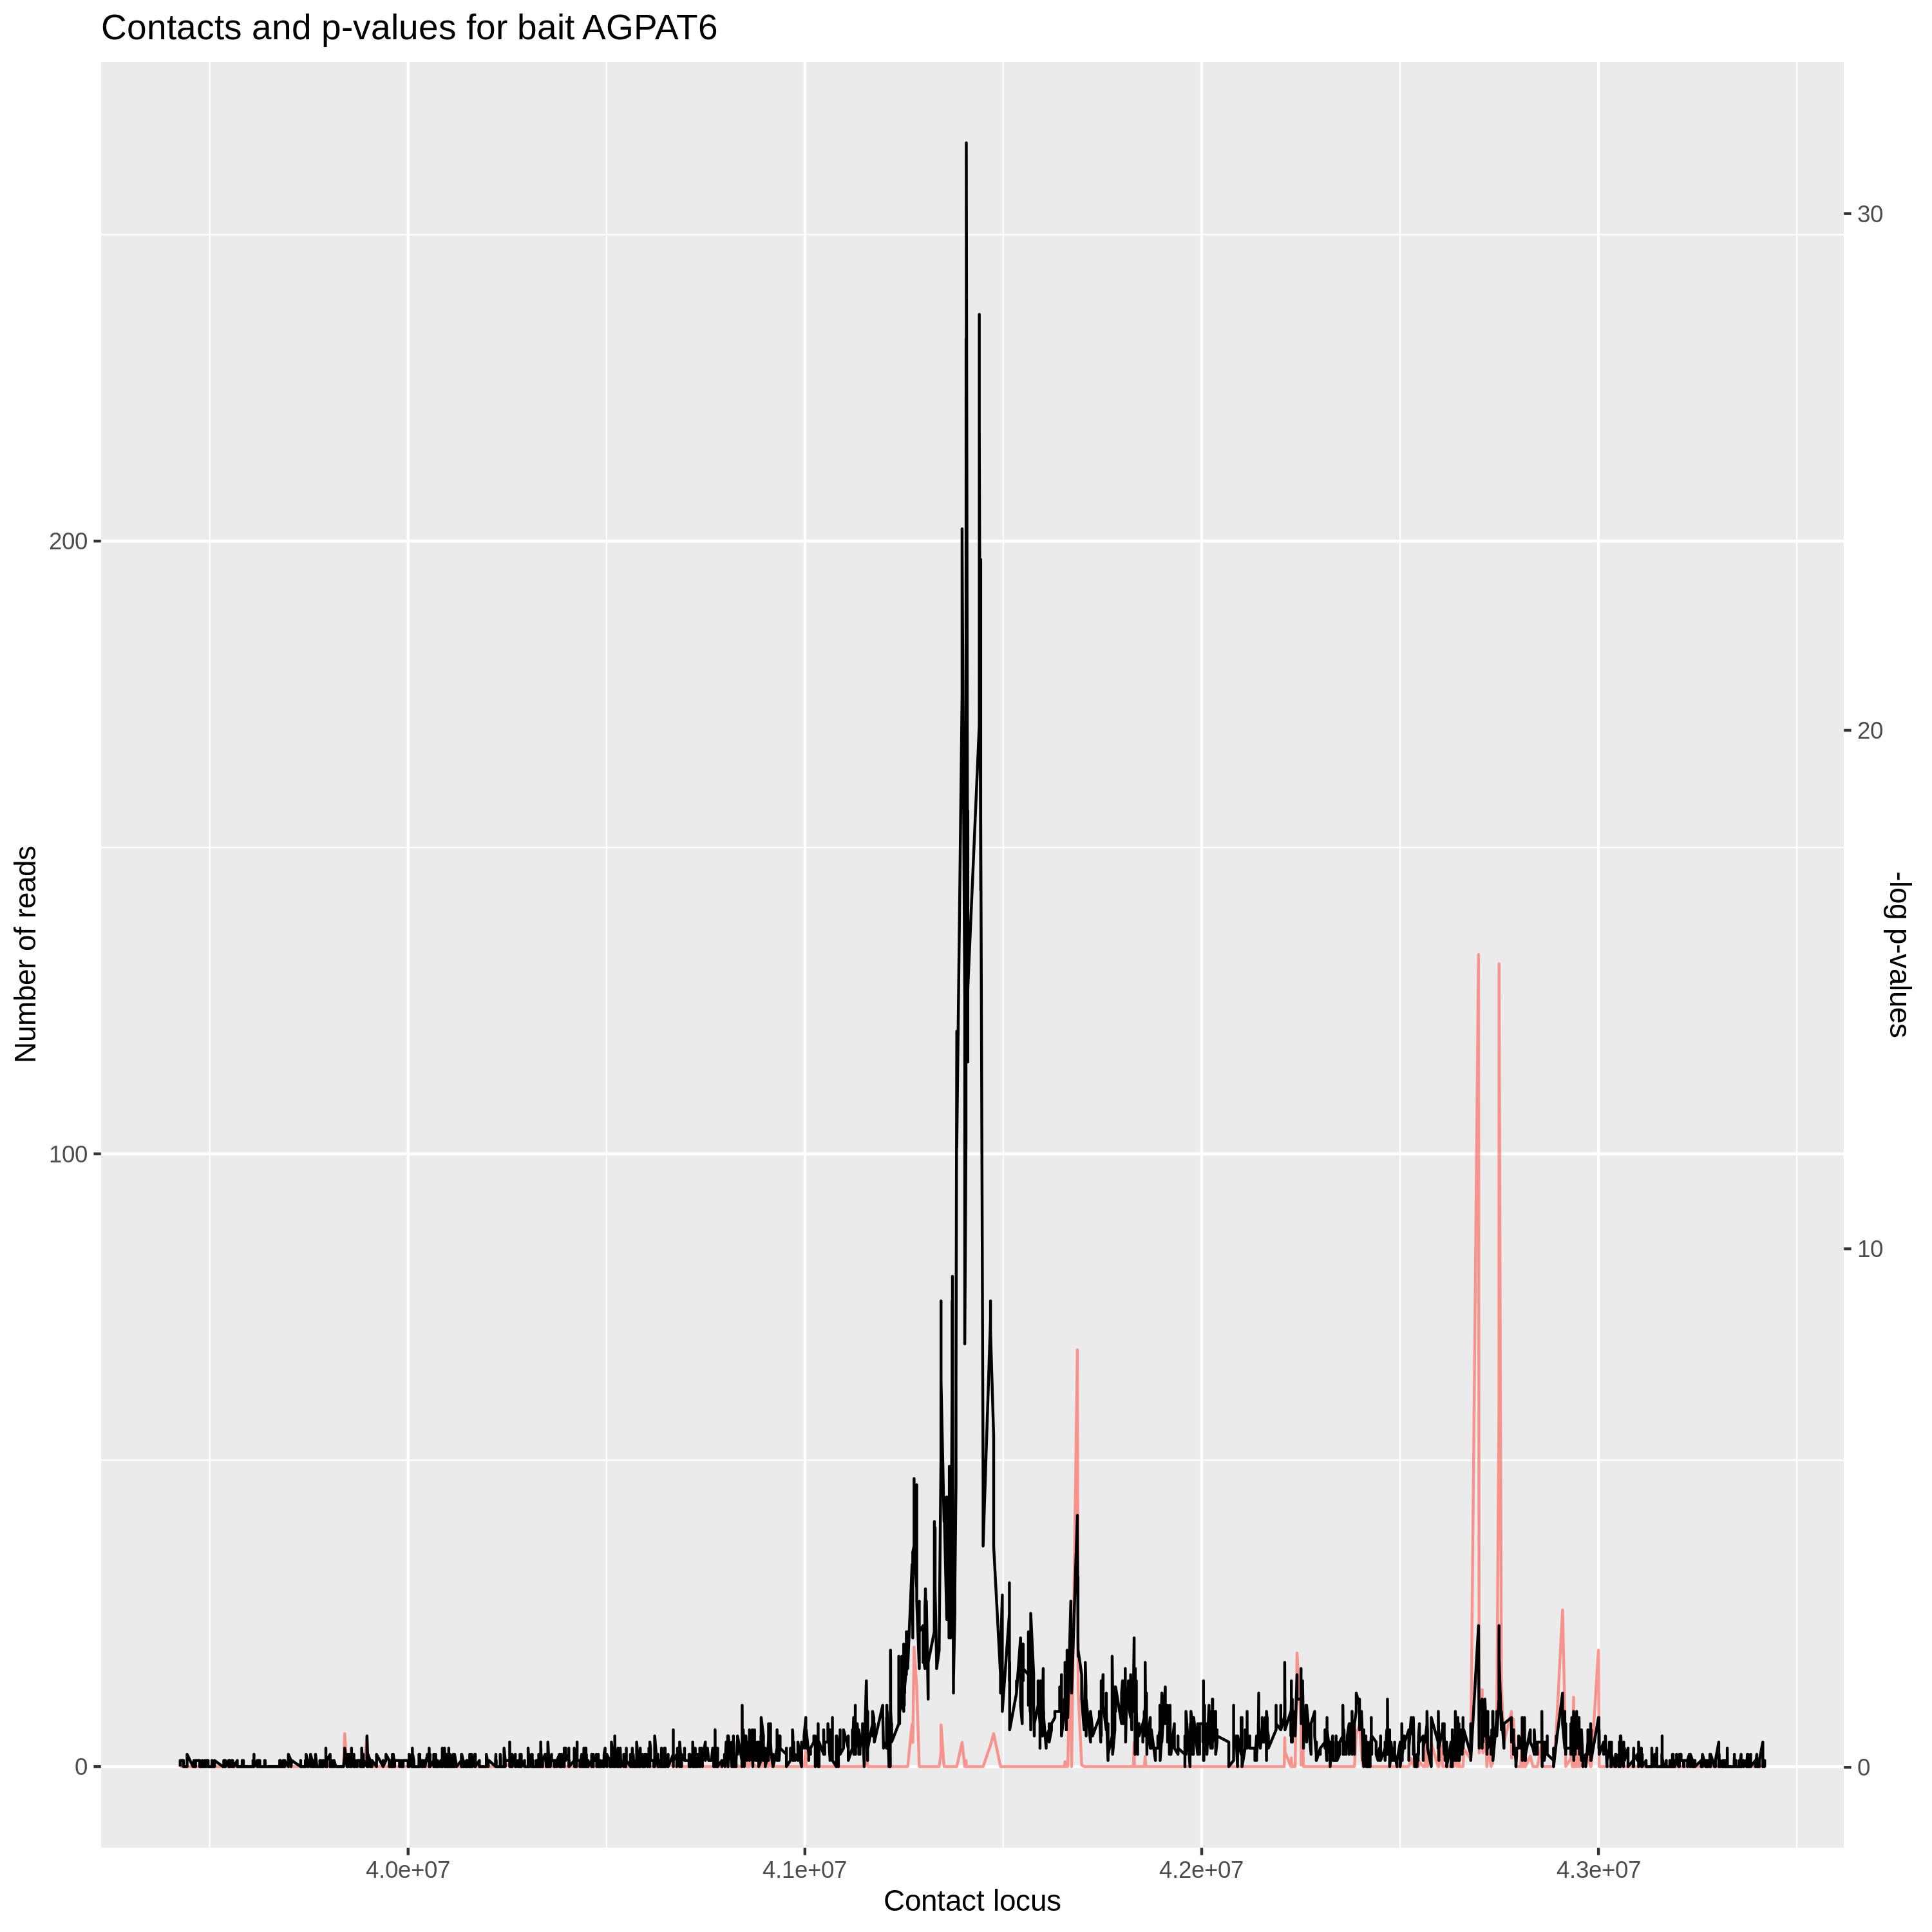 Contacts and p-values for bait AGPAT6
30
200
20
Number of reads
-log p-values
10
100
0
0
4.0e+07
4.1e+07
4.2e+07
4.3e+07
Contact locus